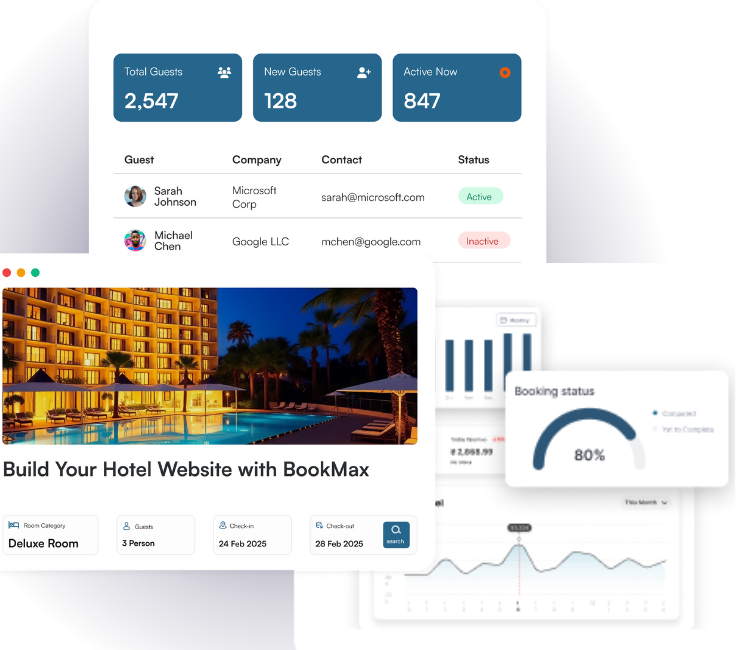 Total Guests
2,547
New Guests
128
Active Now
847
Guest Company Contact Status
Sarah Johnson Microsoft Corp sarah@microsoft.com Active
Michael Chen Google LLC mchen@google.com Inactive
Build Your Hotel Website with BookMax
Room Category
Deluxe Room
Guests
3 Person
Check-in
24 Feb 2025
Check-out
28 Feb 2025
search
Monthly
Booking status
80%
Completed
Yet to Complete
₹ 2,868.99
This Month